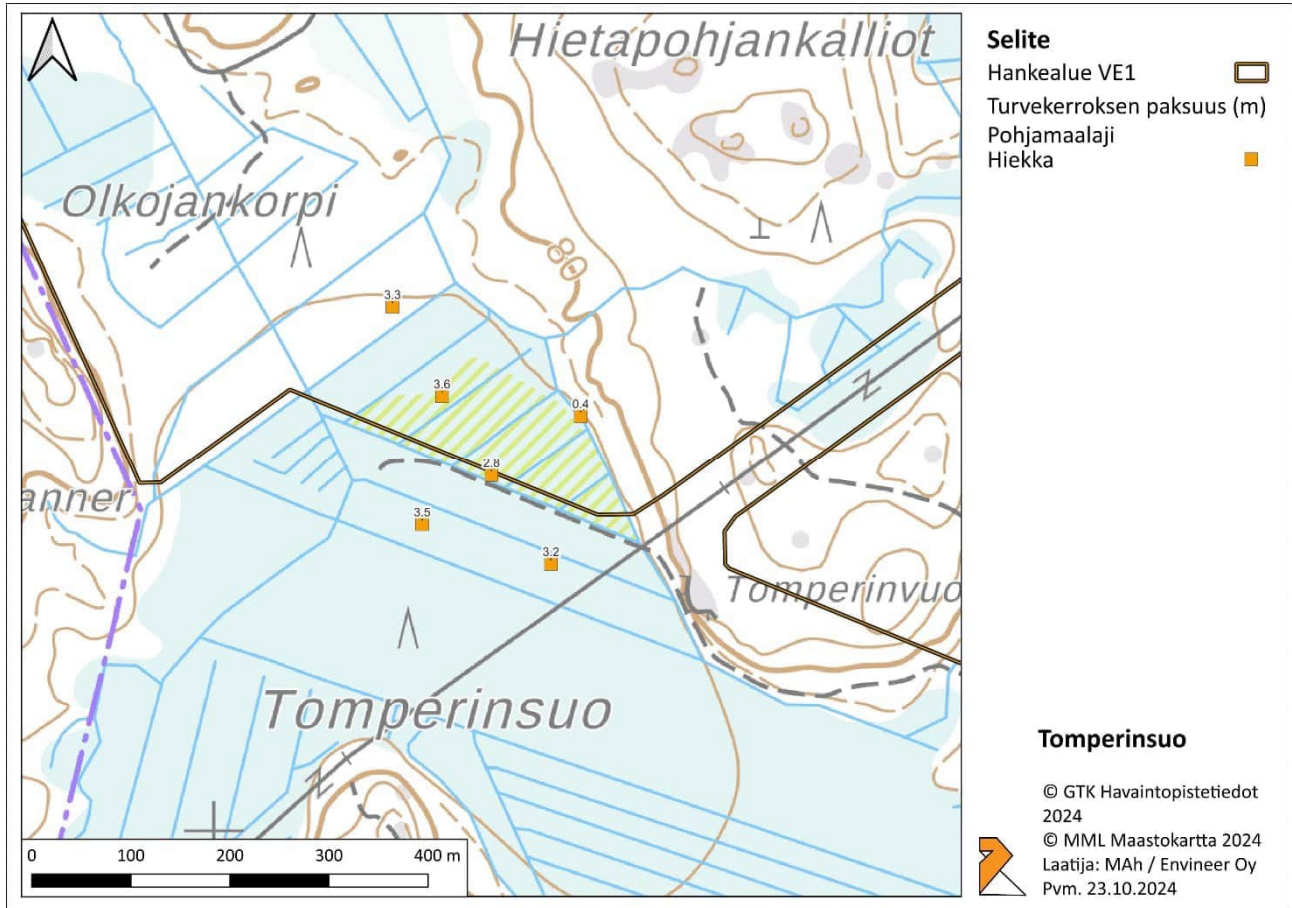 Hietapohjankalliot
Olkojankorpi
3.3
3.6
0.4
2.8
3.5
3.2
anner
Tomperinvuo
Tomperinsuo
0 100 200 300 400 m
Selite
Hankealue VE1
Turvekerroksen paksuus (m)
Pohjamaalaji
Hiekka
Tomperinsuo
© GTK Havaintopistetiedot
2024
© MML Maastokartta 2024
Laatija: MAh / Envineer Oy
Pvm. 23.10.2024